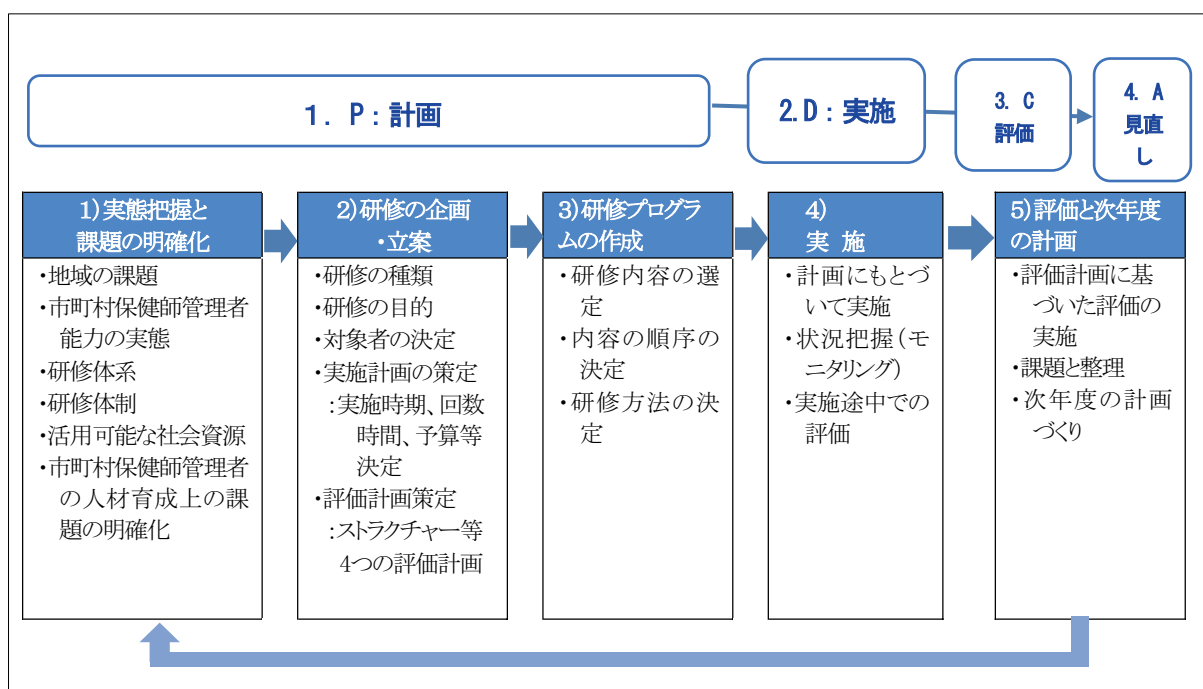 1. P：計画
2.D：実施
3. C
評価
4. A
見直
し
1)実態把握と
課題の明確化
・地域の課題
・市町村保健師管理者
能力の実態
・研修体系
・研修体制
・活用可能な社会資源
・市町村保健師管理者
の人材育成上の課
題の明確化
2)研修の企画
・立案
・研修の種類
・研修の目的
・対象者の決定
・実施計画の策定
：実施時期、回数
時間、予算等
決定
・評価計画策定
：ストラクチャー等
4つの評価計画
3)研修プログラ
ムの作成
・研修内容の選
定
・内容の順序の
決定
・研修方法の決
定
4)
実 施
・計画にもとづ
いて実施
・状況把握（モ
ニタリング）
・実施途中での
評価
5)評価と次年度
の計画
・評価計画に基
づいた評価の
実施
・課題と整理
・次年度の計画
づくり